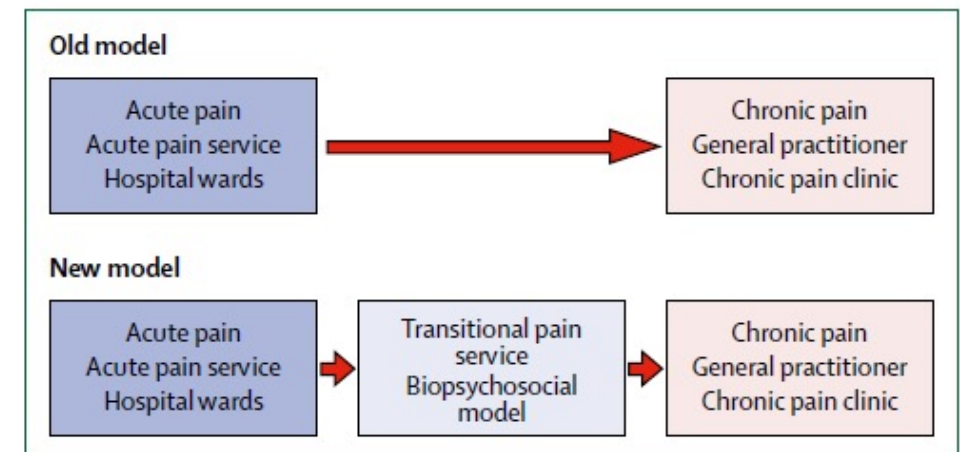 Old model
Acute pain
Acute pain service
Hospital wards
Chronic pain
General practitioner
Chronic pain clinic
New model
Acute pain
Acute pain service
Hospital wards
Transitional pain
service
Biopsychosocial
model
Chronic pain
General practitioner
Chronic pain clinic